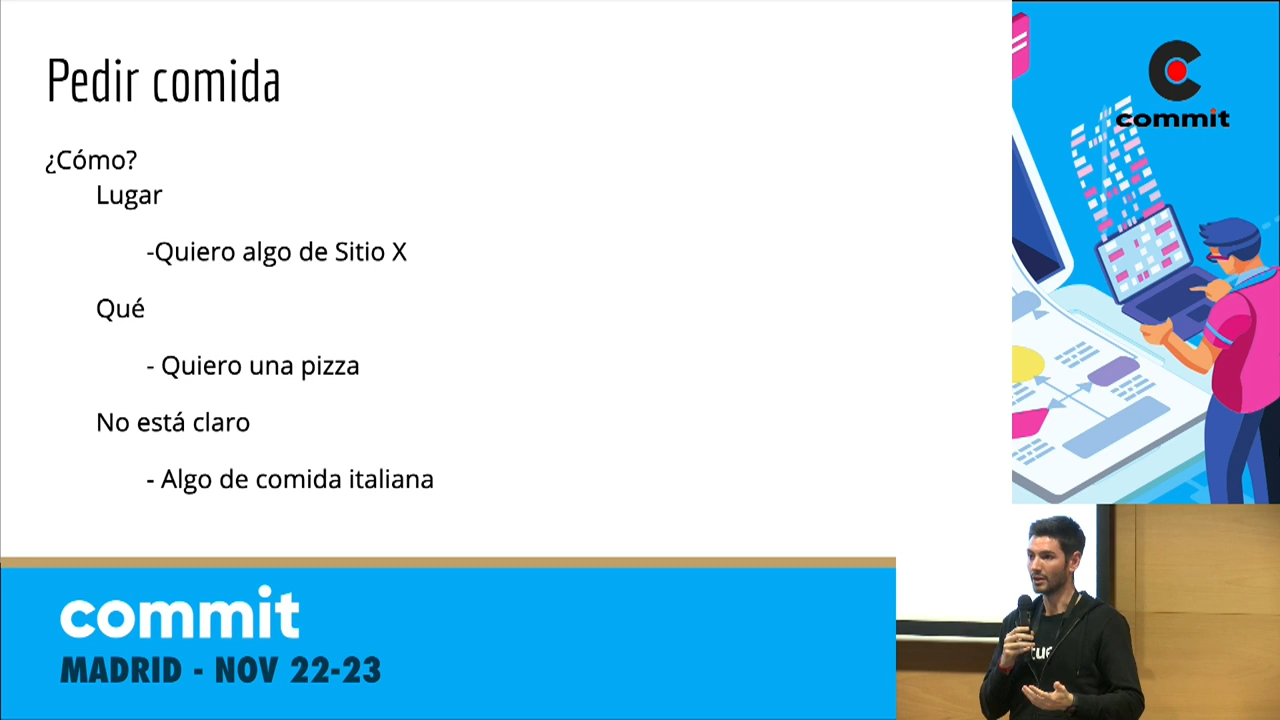 Pedir comida
¿Cómo?
Lugar
-Quiero algo de Sitio X
Qué
- Quiero una pizza
No está claro
- Algo de comida italiana
commit
commit
MADRID - NOV 22-23